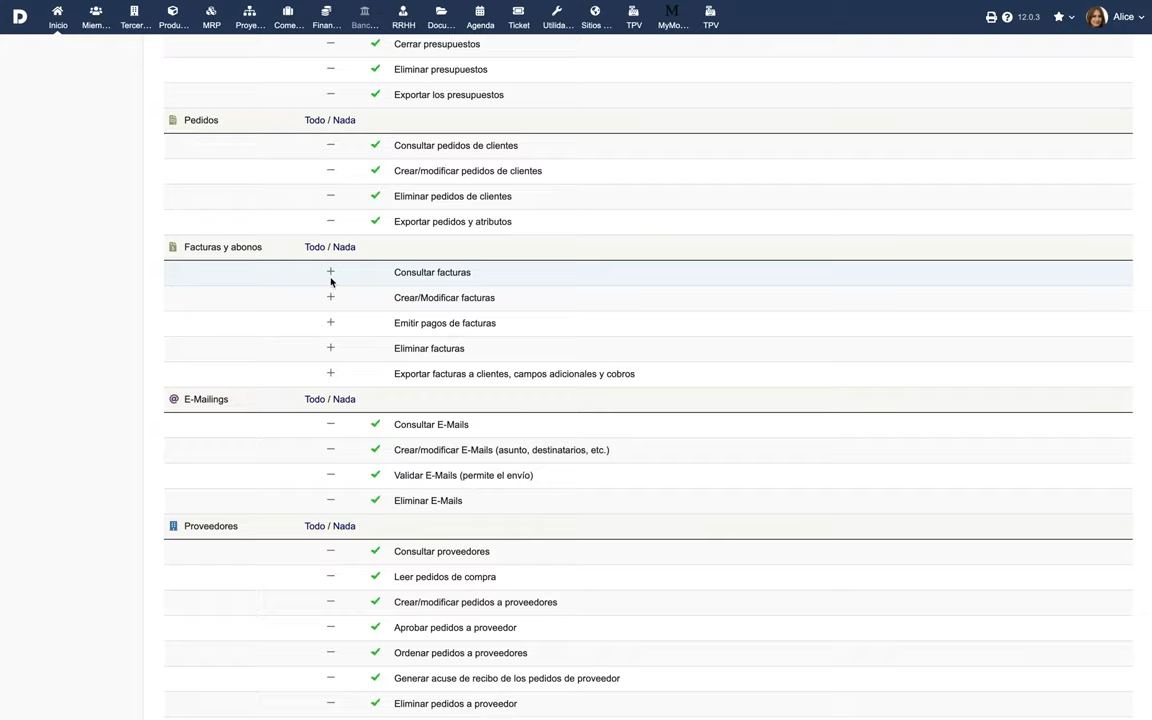 Inicio Miem... Tercer... Produ... MRP Proye... Come... Finan... Banc... RRHH Docu... Agenda Ticket Utilida... Sitios ... TPV MyMo... TPV 12.0.3 Alice
Cerrar presupuestos
Eliminar presupuestos
Exportar los presupuestos
Pedidos Todo / Nada
Consultar pedidos de clientes
Crear/modificar pedidos de clientes
Eliminar pedidos de clientes
Exportar pedidos y atributos
Facturas y abonos Todo / Nada
Consultar facturas
Crear/Modificar facturas
Emitir pagos de facturas
Eliminar facturas
Exportar facturas a clientes, campos adicionales y cobros
E-Mailings Todo / Nada
Consultar E-Mails
Crear/modificar E-Mails (asunto, destinatarios, etc.)
Validar E-Mails (permite el envío)
Eliminar E-Mails
Proveedores Todo / Nada
Consultar proveedores
Leer pedidos de compra
Crear/modificar pedidos a proveedores
Aprobar pedidos a proveedor
Ordenar pedidos a proveedores
Generar acuse de recibo de los pedidos de proveedor
Eliminar pedidos a proveedor